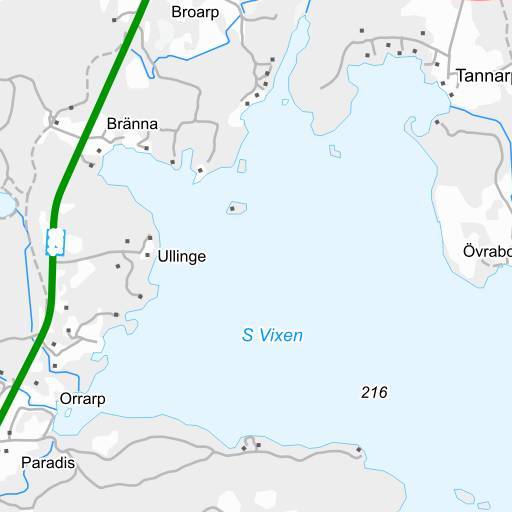 Broarp
Tannarp
Bränna
Ullinge
Övrabo
S Vixen
216
Orrarp
Paradis